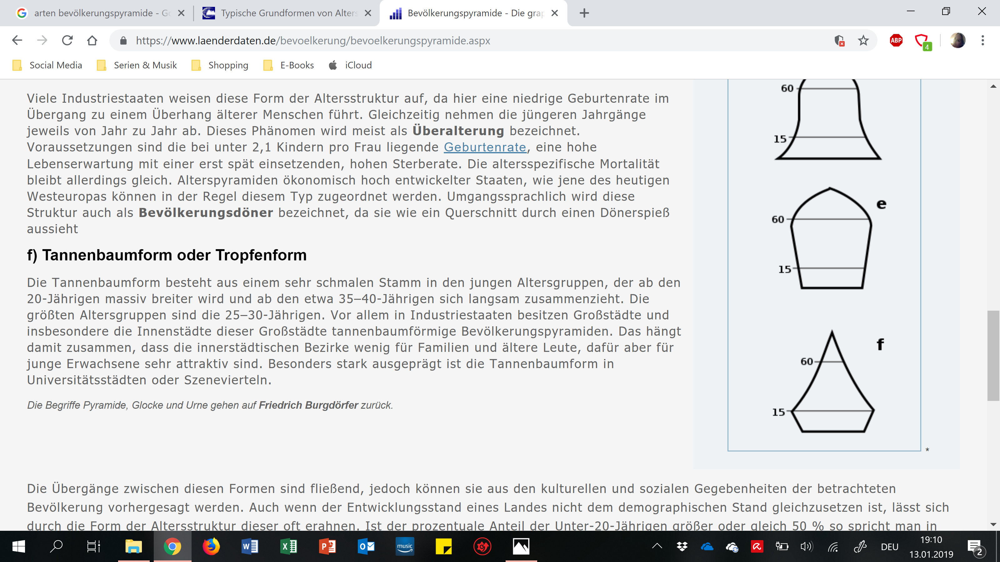 arten bevölkerungspyramide - Go
Typische Grundformen von Alters
Bevölkerungspyramide - Die grap
https://www.laenderdaten.de/bevoelkerung/bevoelkerungspyramide.aspx
ABP
4
Social Media
Serien & Musik
Shopping
E-Books
iCloud
Viele Industriestaaten weisen diese Form der Altersstruktur auf, da hier eine niedrige Geburtenrate im
Übergang zu einem Überhang älterer Menschen führt. Gleichzeitig nehmen die jüngeren Jahrgänge
jeweils von Jahr zu Jahr ab. Dieses Phänomen wird meist als Überalterung bezeichnet.
Voraussetzungen sind die bei unter 2,1 Kindern pro Frau liegende Geburtenrate, eine hohe
Lebenserwartung mit einer erst spät einsetzenden, hohen Sterberate. Die altersspezifische Mortalität
bleibt allerdings gleich. Alterspyramiden ökonomisch hoch entwickelter Staaten, wie jene des heutigen
Westeuropas können in der Regel diesem Typ zugeordnet werden. Umgangssprachlich wird diese
Struktur auch als Bevölkerungsdöner bezeichnet, da sie wie ein Querschnitt durch einen Dönerspieß
aussieht
f) Tannenbaumform oder Tropfenform
Die Tannenbaumform besteht aus einem sehr schmalen Stamm in den jungen Altersgruppen, der ab den
20-Jährigen massiv breiter wird und ab den etwa 35–40-Jährigen sich langsam zusammenzieht. Die
größten Altersgruppen sind die 25–30-Jährigen. Vor allem in Industriestaaten besitzen Großstädte und
insbesondere die Innenstädte dieser Großstädte tannenbaumförmige Bevölkerungspyramiden. Das hängt
damit zusammen, dass die innerstädtischen Bezirke wenig für Familien und ältere Leute, dafür aber für
junge Erwachsene sehr attraktiv sind. Besonders stark ausgeprägt ist die Tannenbaumform in
Universitätsstädten oder Szenevierteln.
Die Begriffe Pyramide, Glocke und Urne gehen auf Friedrich Burgdörfer zurück.
60
15
e
60
15
f
60
15
*
Die Übergänge zwischen diesen Formen sind fließend, jedoch können sie aus den kulturellen und sozialen Gegebenheiten der betrachteten
Bevölkerung vorhergesagt werden. Auch wenn der Entwicklungsstand eines Landes nicht dem demographischen Stand gleichzusetzen ist, lässt sich
durch die Form der Altersstruktur dieser oft erahnen. Ist der prozentuale Anteil der Unter-20-Jährigen größer oder gleich 50 % so spricht man in
music
DEU
19:10
13.01.2019
2